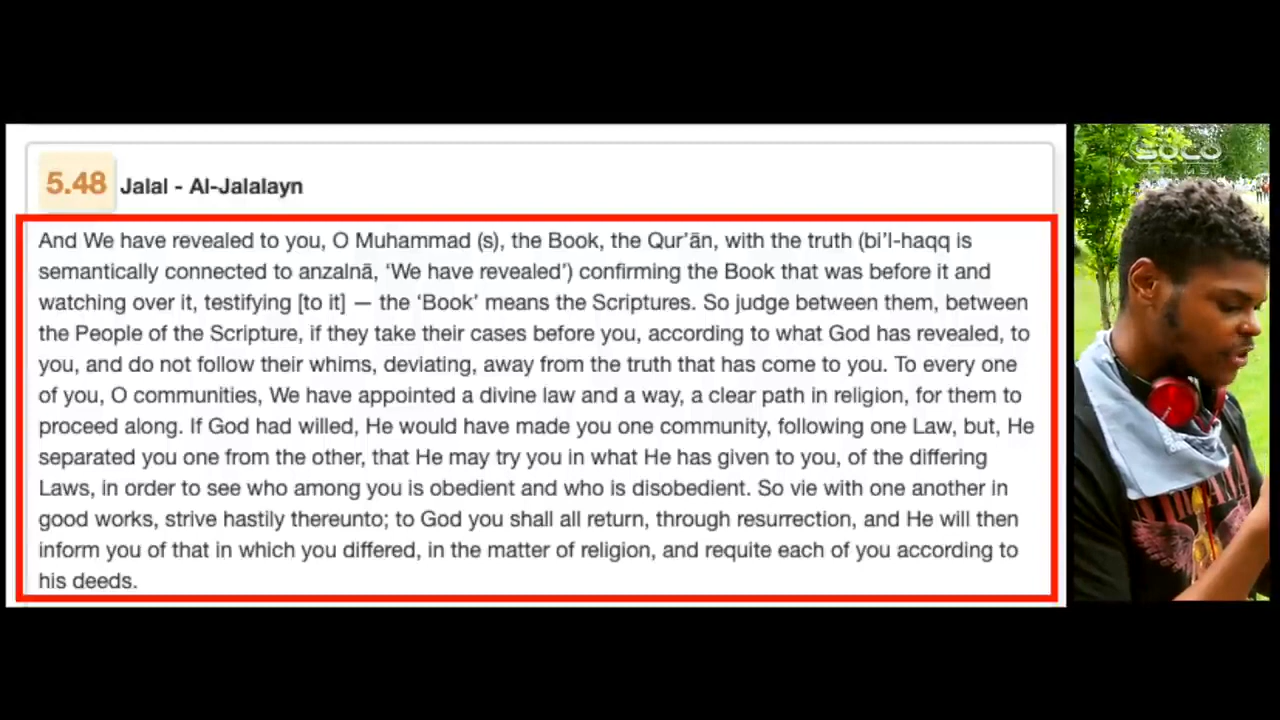 SOCO
FILMS
5.48 Jalal - Al-Jalalayn
And We have revealed to you, O Muhammad (s), the Book, the Qur’ān, with the truth (bi’l-haqq is
semantically connected to anzalnā, ‘We have revealed’) confirming the Book that was before it and
watching over it, testifying [to it] — the ‘Book’ means the Scriptures. So judge between them, between
the People of the Scripture, if they take their cases before you, according to what God has revealed, to
you, and do not follow their whims, deviating, away from the truth that has come to you. To every one
of you, O communities, We have appointed a divine law and a way, a clear path in religion, for them to
proceed along. If God had willed, He would have made you one community, following one Law, but, He
separated you one from the other, that He may try you in what He has given to you, of the differing
Laws, in order to see who among you is obedient and who is disobedient. So vie with one another in
good works, strive hastily thereunto; to God you shall all return, through resurrection, and He will then
inform you of that in which you differed, in the matter of religion, and requite each of you according to
his deeds.